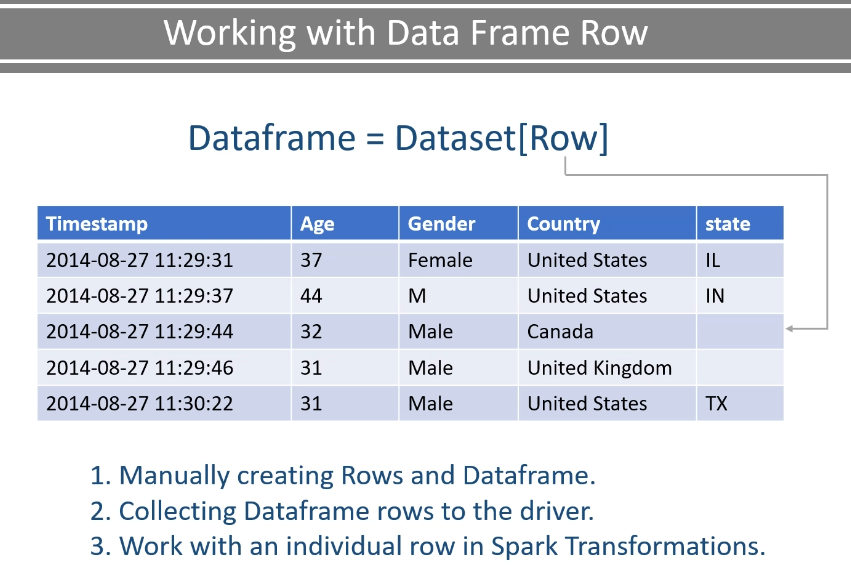 Working with Data Frame Row
Dataframe = Dataset[Row]
Timestamp Age Gender Country state
2014-08-27 11:29:31 37 Female United States IL
2014-08-27 11:29:37 44 M United States IN
2014-08-27 11:29:44 32 Male Canada
2014-08-27 11:29:46 31 Male United Kingdom
2014-08-27 11:30:22 31 Male United States TX
1. Manually creating Rows and Dataframe.
2. Collecting Dataframe rows to the driver.
3. Work with an individual row in Spark Transformations.